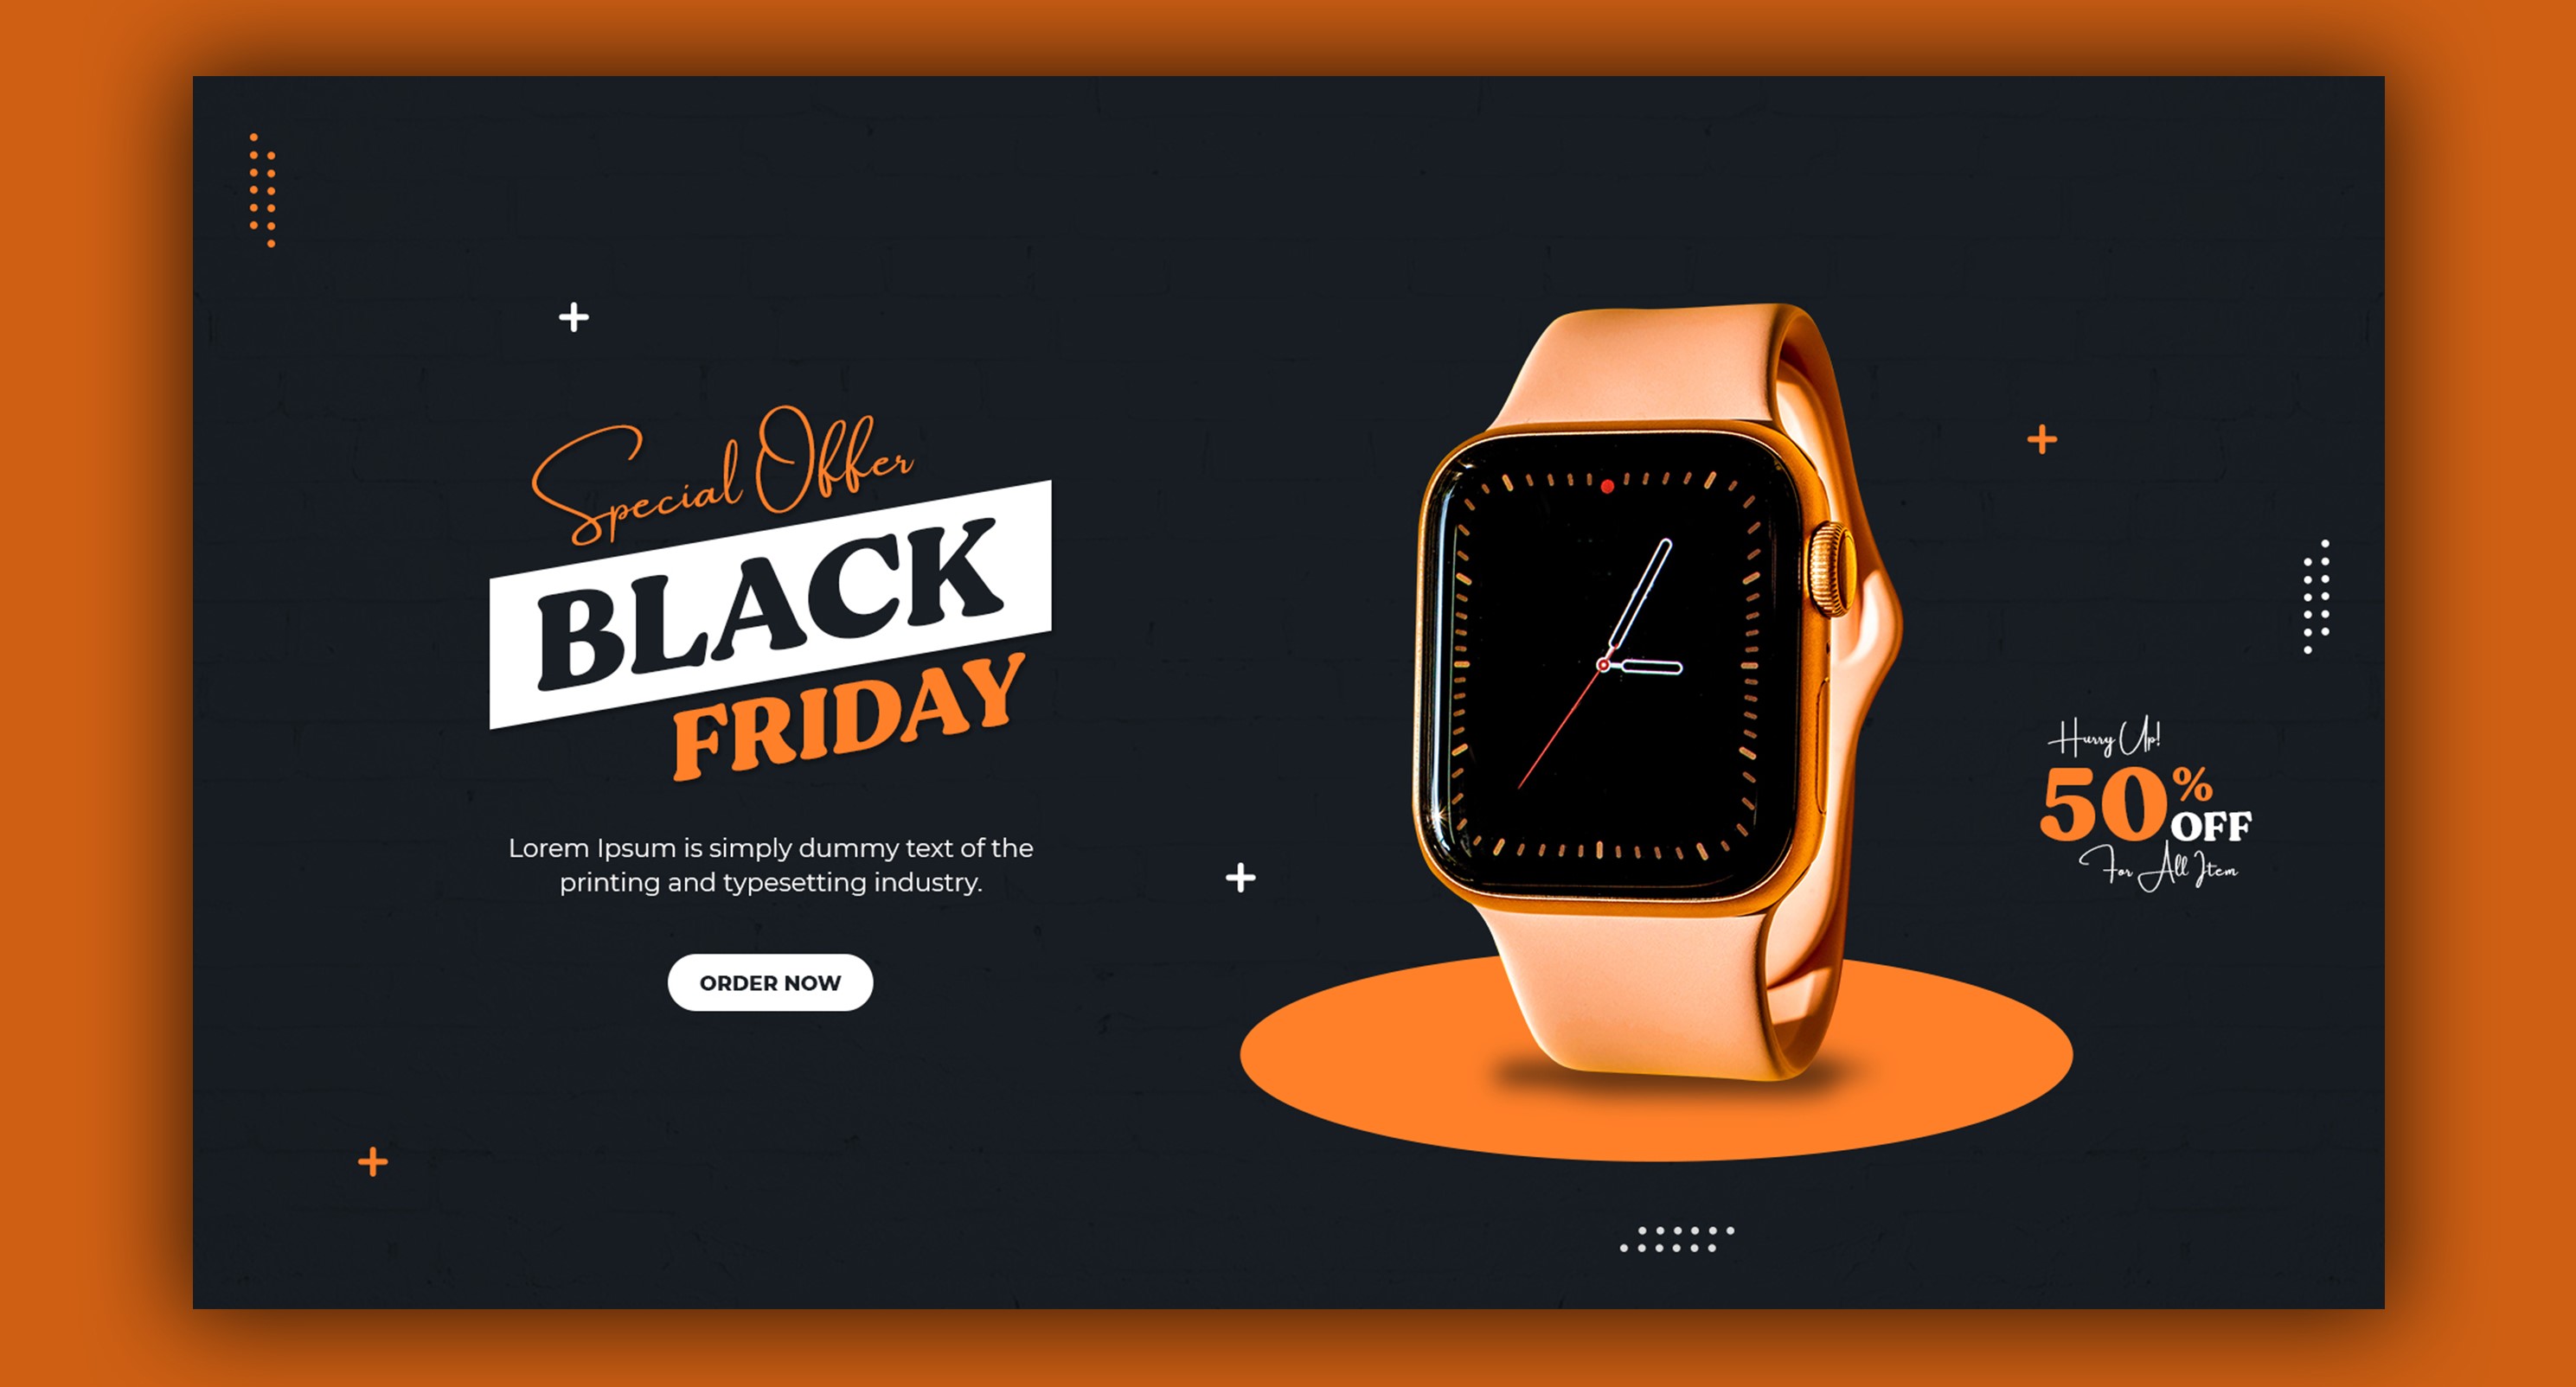 Special Offer
BLACK
FRIDAY
Lorem Ipsum is simply dummy text of the
printing and typesetting industry.
ORDER NOW
Hurry Up!
50%
OFF
For All Item